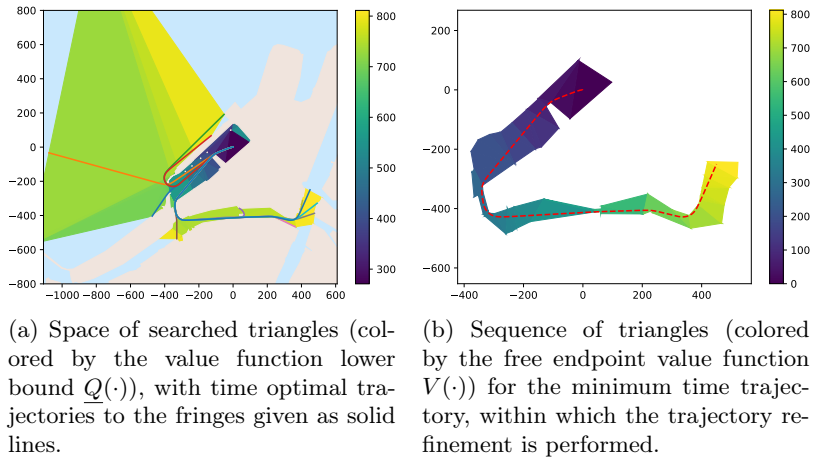 800
600
400
200
0
−200
−400
−600
−800
−1000 −800 −600 −400 −200 0 200 400 600
800
700
600
500
400
300
200
0
−200
−400
−600
−400 −200 0 200 400
800
700
600
500
400
300
200
100
0
(a) Space of searched triangles (col-
ored by the value function lower
bound Q(·)), with time optimal tra-
jectories to the fringes given as solid
lines.
(b) Sequence of triangles (colored
by the free endpoint value function
V(·)) for the minimum time trajec-
tory, within which the trajectory re-
finement is performed.